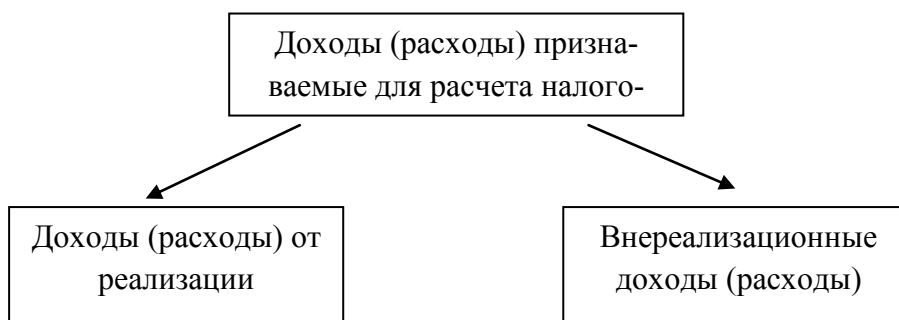 Доходы (расходы) призна-
ваемые для расчета налого-
Доходы (расходы) от
реализации
Внереализационные
доходы (расходы)